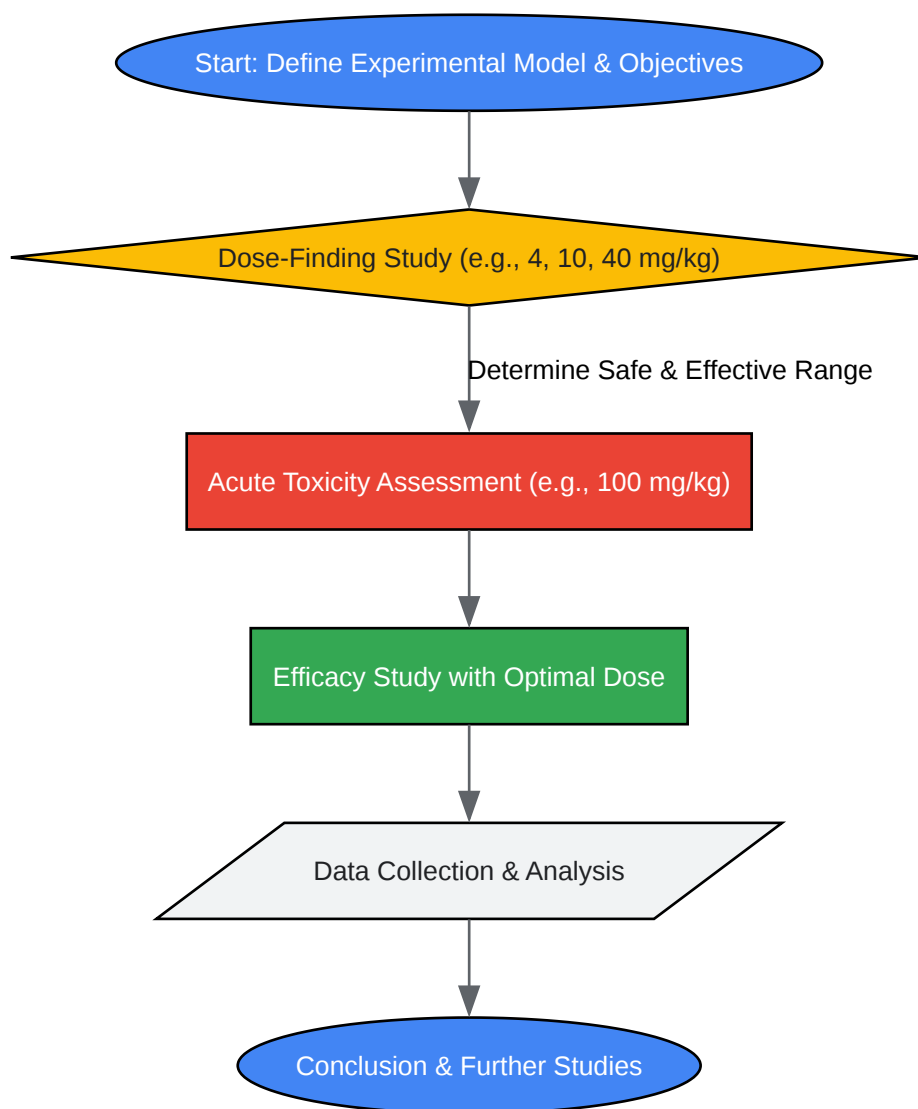 Start: Define Experimental Model & Objectives
Dose-Finding Study (e.g., 4, 10, 40 mg/kg)
Determine Safe & Effective Range
Acute Toxicity Assessment (e.g., 100 mg/kg)
Efficacy Study with Optimal Dose
Data Collection & Analysis
Conclusion & Further Studies